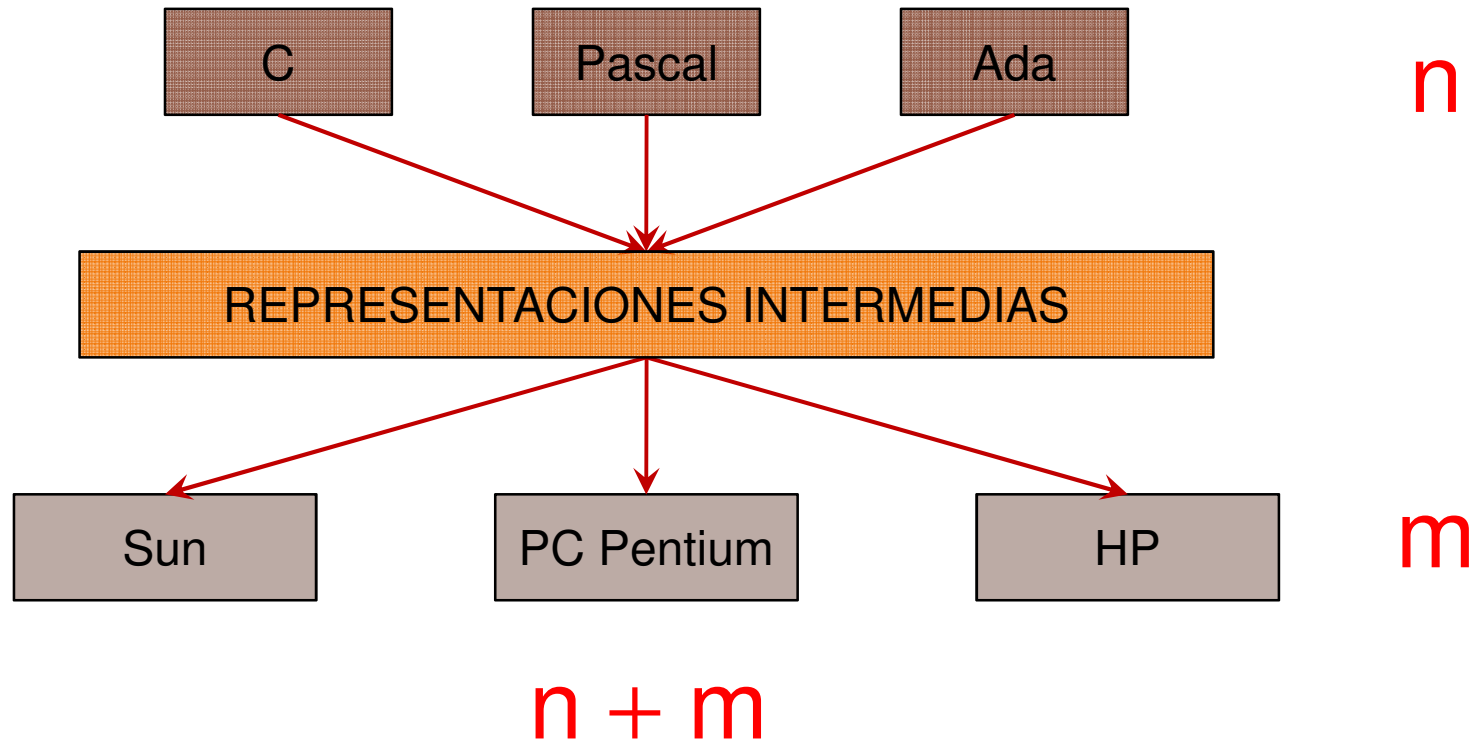 C Pascal Ada n
REPRESENTACIONES INTERMEDIAS
Sun PC Pentium HP m
n + m